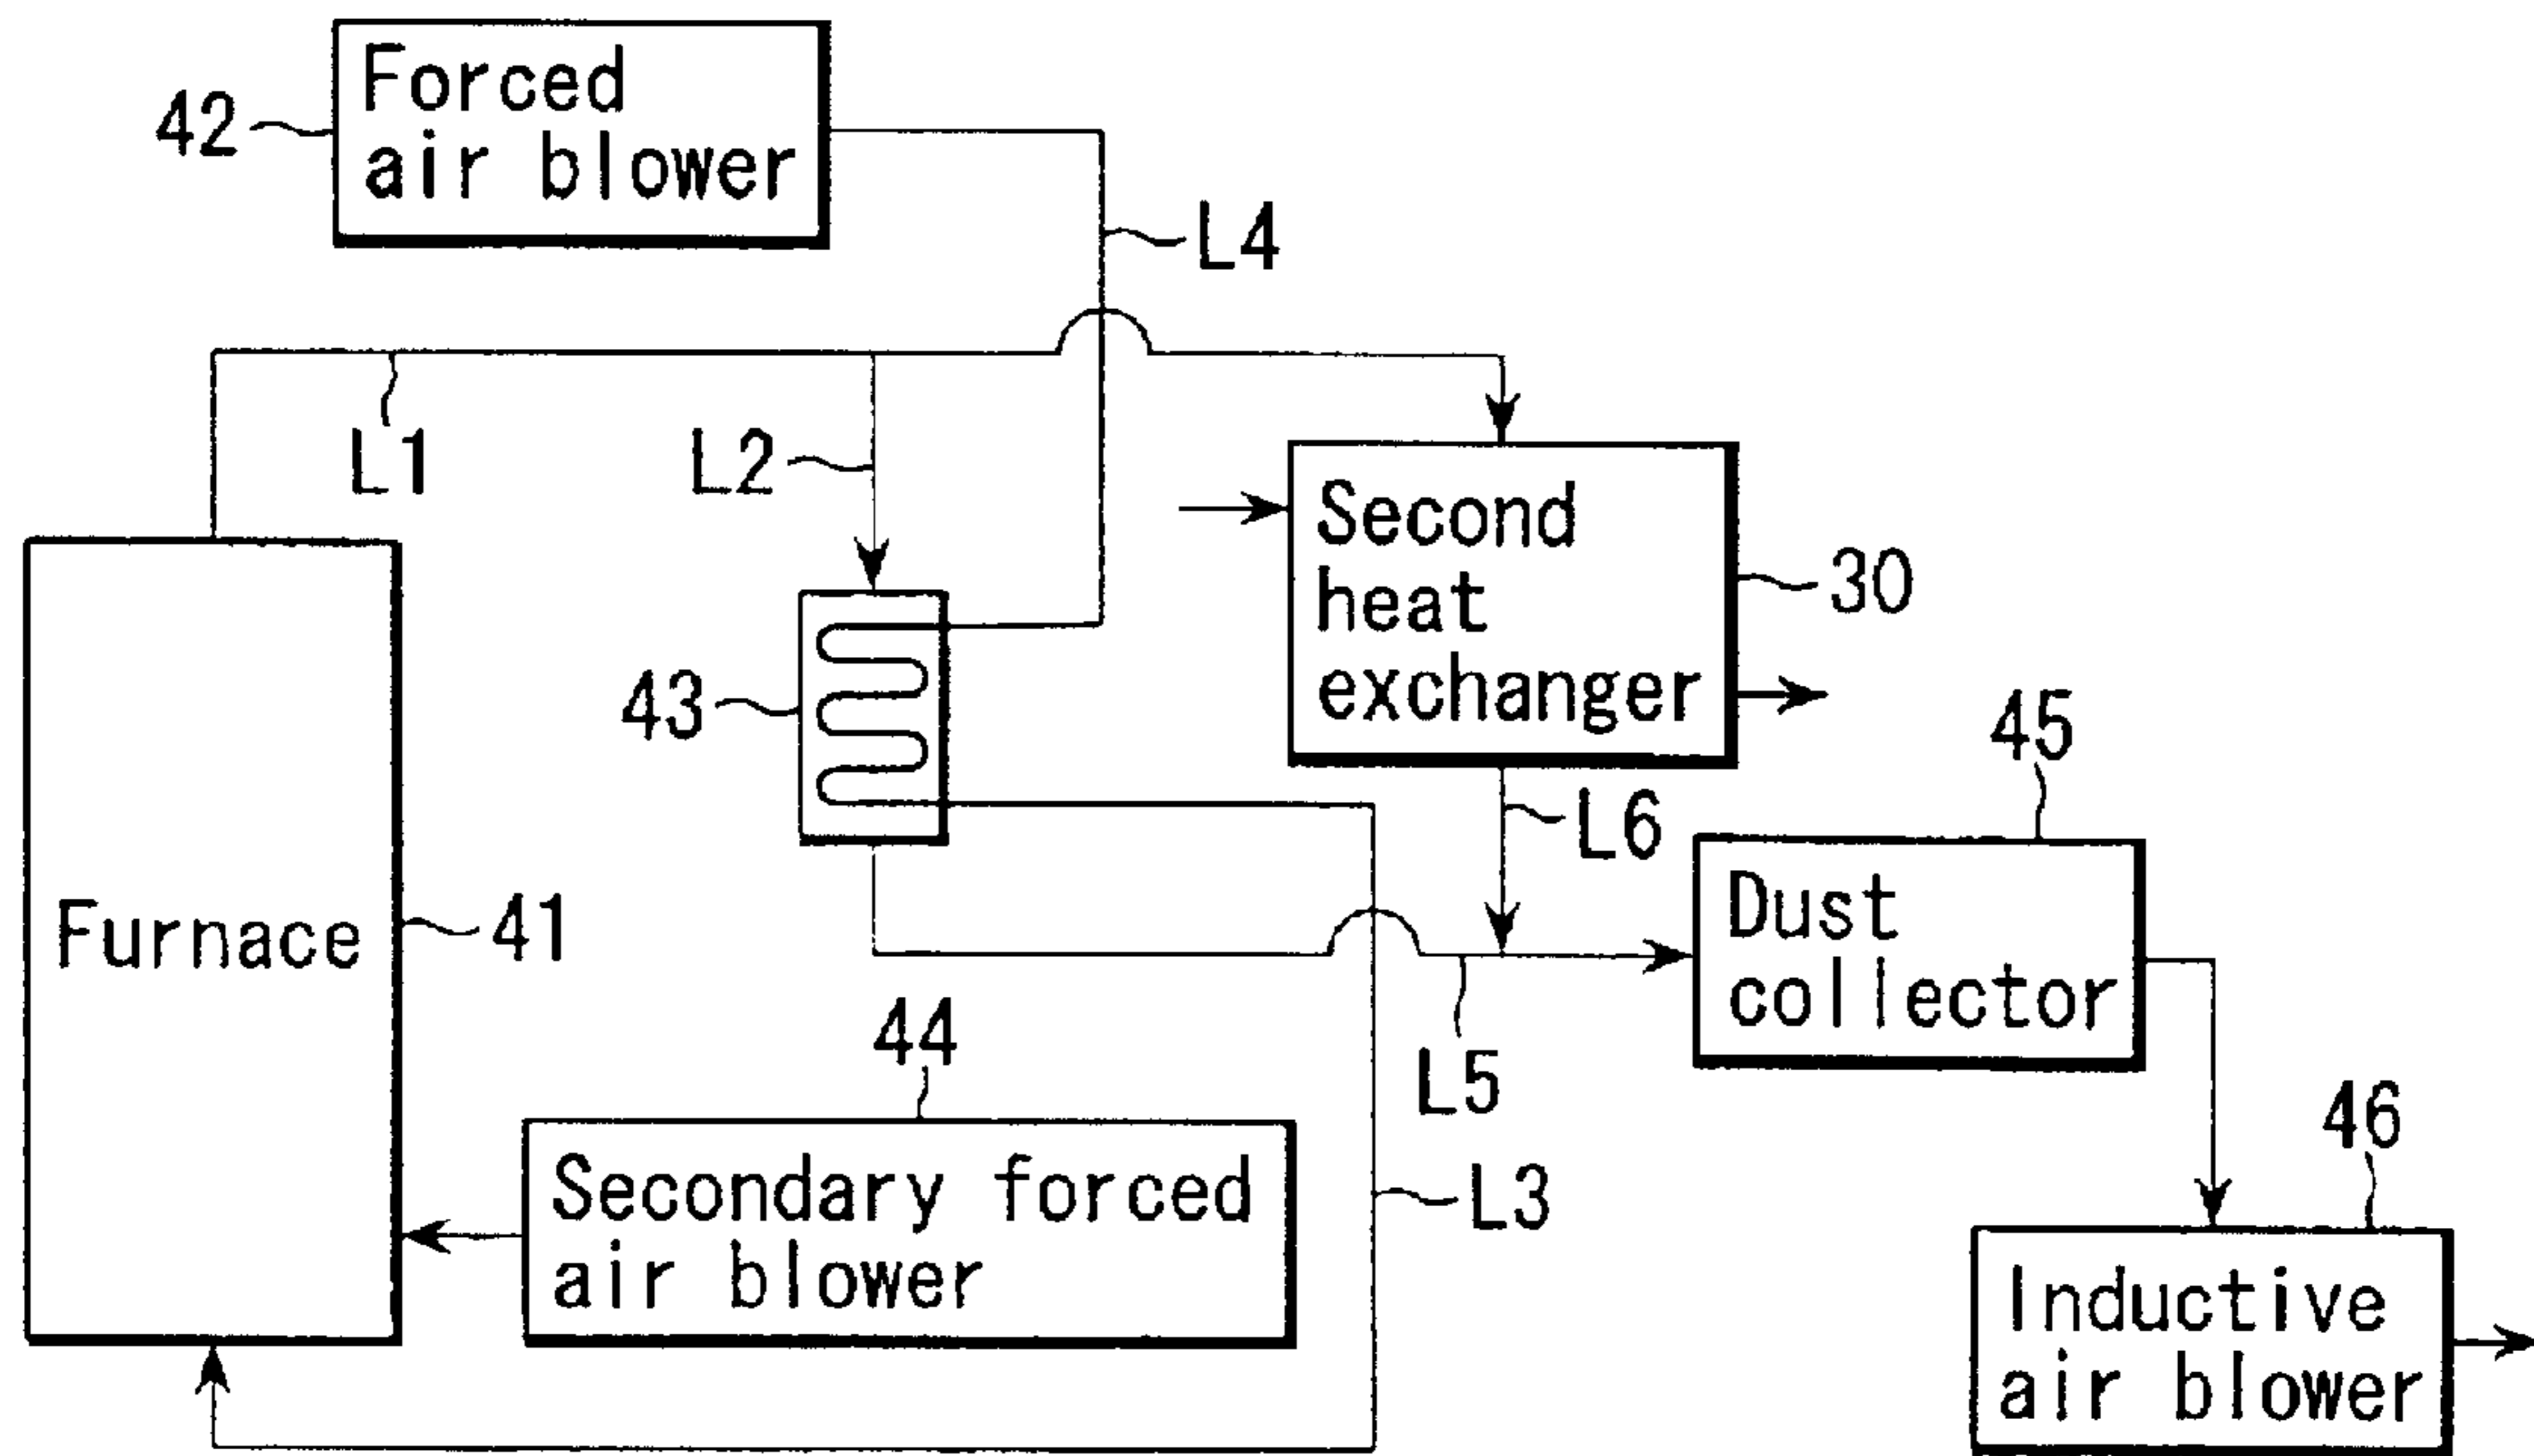 Forced
air blower
42
L4
L1
L2
Second
heat
exchanger
30
43
45
L6
Furnace
41
Dust
collector
44
L5
46
Secondary forced
air blower
L3
Inductive
air blower